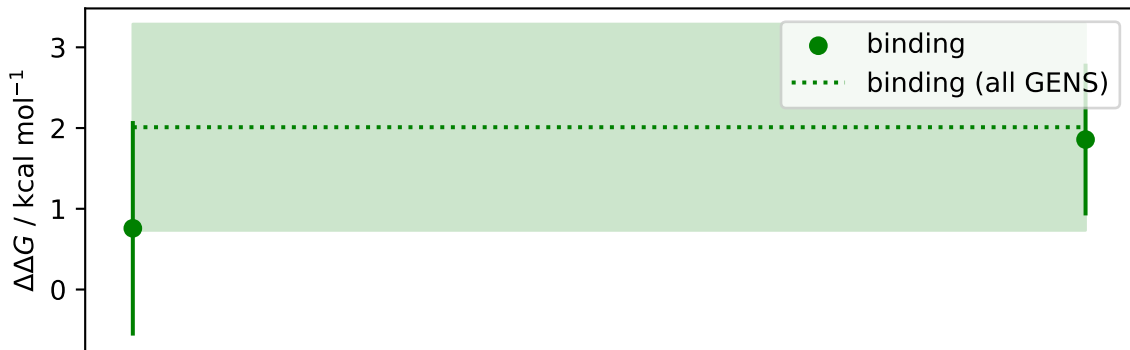 3
2
1
0
ΔΔG / kcal mol⁻¹
binding
binding (all GENS)